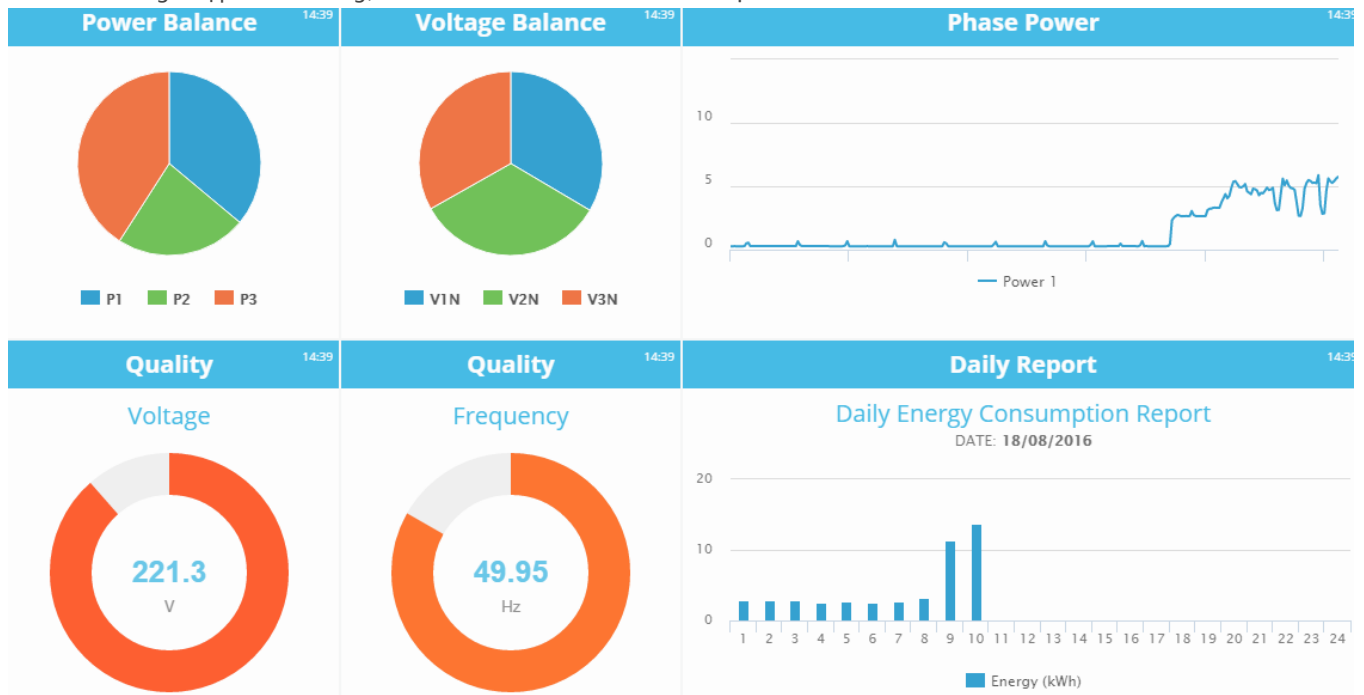 Power Balance
14:39
P1 P2 P3
Voltage Balance
14:39
V1N V2N V3N
Phase Power
14:39
10
5
0
Power 1
Quality
14:39
Voltage
221.3
V
Quality
14:39
Frequency
49.95
Hz
Daily Report
14:39
Daily Energy Consumption Report
DATE: 18/08/2016
20
10
0
1 2 3 4 5 6 7 8 9 10 11 12 13 14 15 16 17 18 19 20 21 22 23 24
Energy (kWh)